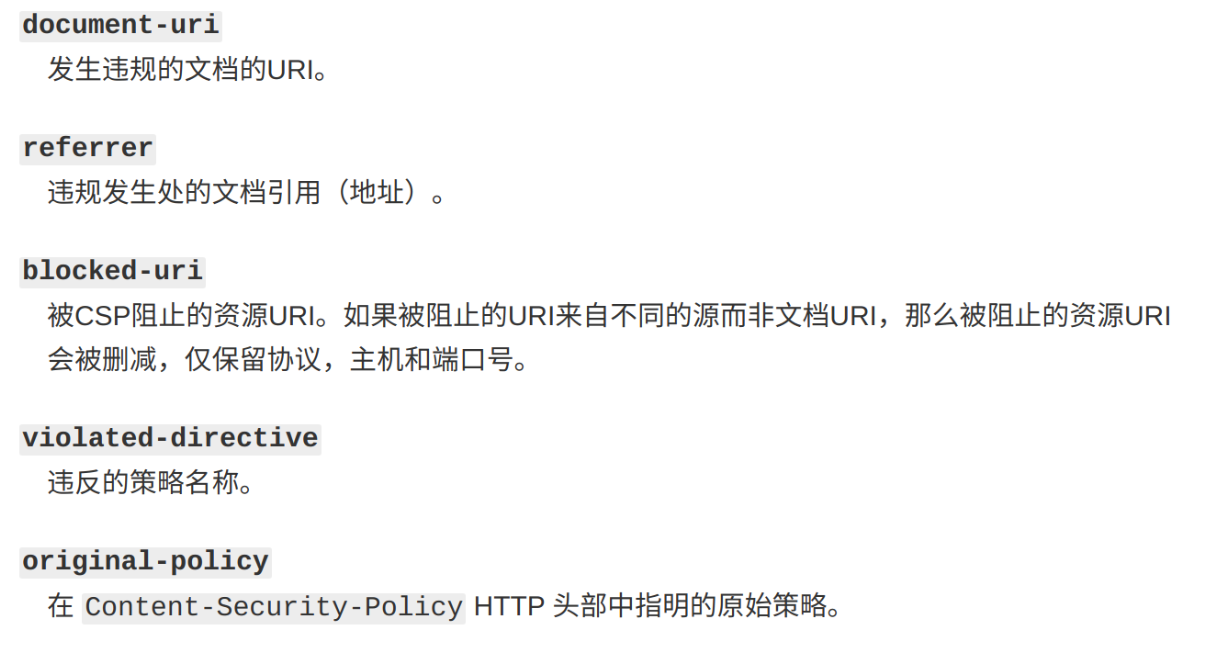 document-uri
发生违规的文档的URI。
referrer
违规发生处的文档引用（地址）。
blocked-uri
被CSP阻止的资源URI。如果被阻止的URI来自不同的源而非文档URI，那么被阻止的资源URI
会被删减，仅保留协议，主机和端口号。
violated-directive
违反的策略名称。
original-policy
在 Content-Security-Policy HTTP 头部中指明的原始策略。